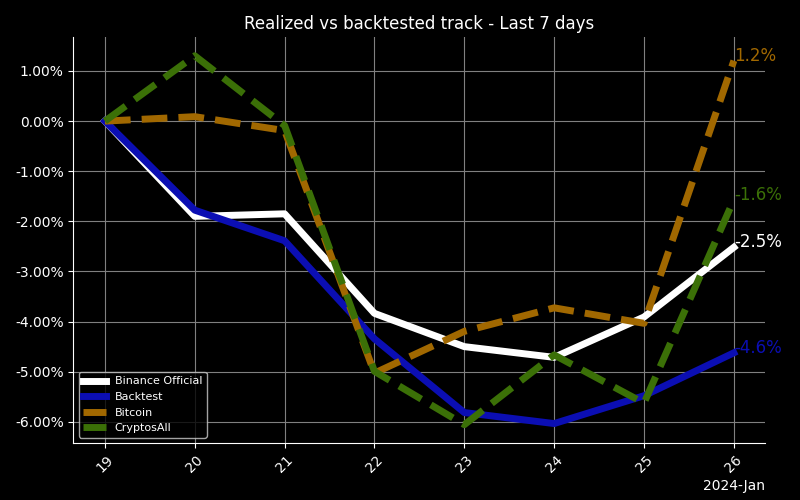 Realized vs backtested track - Last 7 days
1.00%
0.00%
-1.00%
-2.00%
-3.00%
-4.00%
-5.00%
-6.00%
1.2%
-1.6%
-2.5%
-4.6%
Binance Official
Backtest
Bitcoin
CryptosAll
19 20 21 22 23 24 25 26
2024-Jan